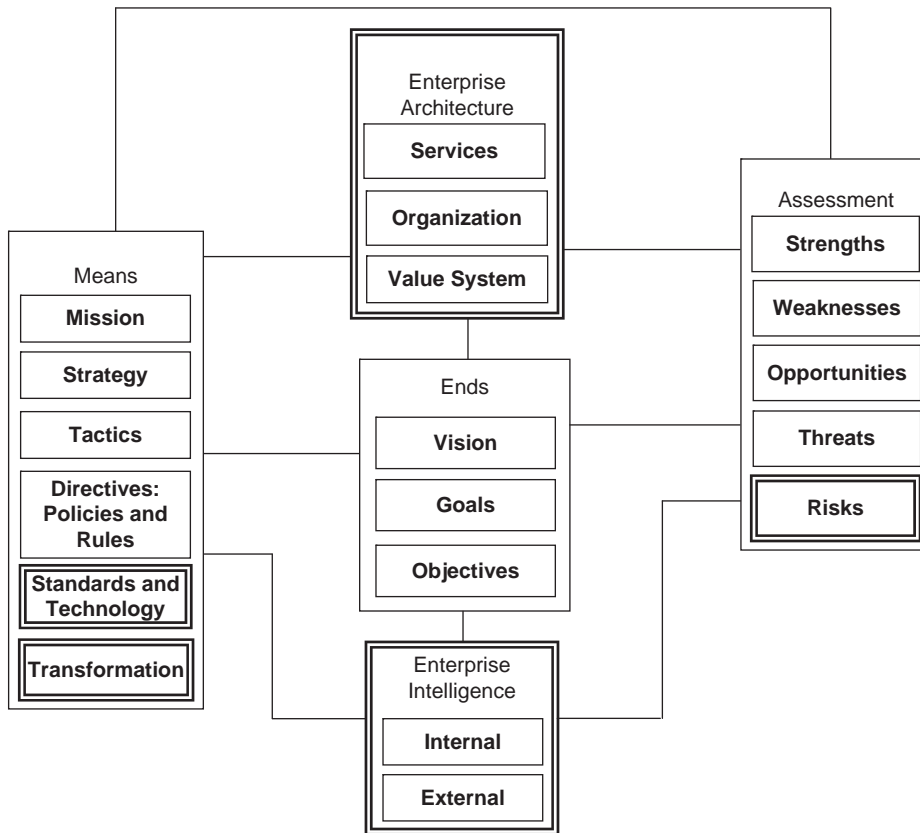 Enterprise
Architecture
Services
Organization
Value System
Means
Mission
Strategy
Tactics
Directives:
Policies and
Rules
Standards and
Technology
Transformation
Ends
Vision
Goals
Objectives
Enterprise
Intelligence
Internal
External
Assessment
Strengths
Weaknesses
Opportunities
Threats
Risks